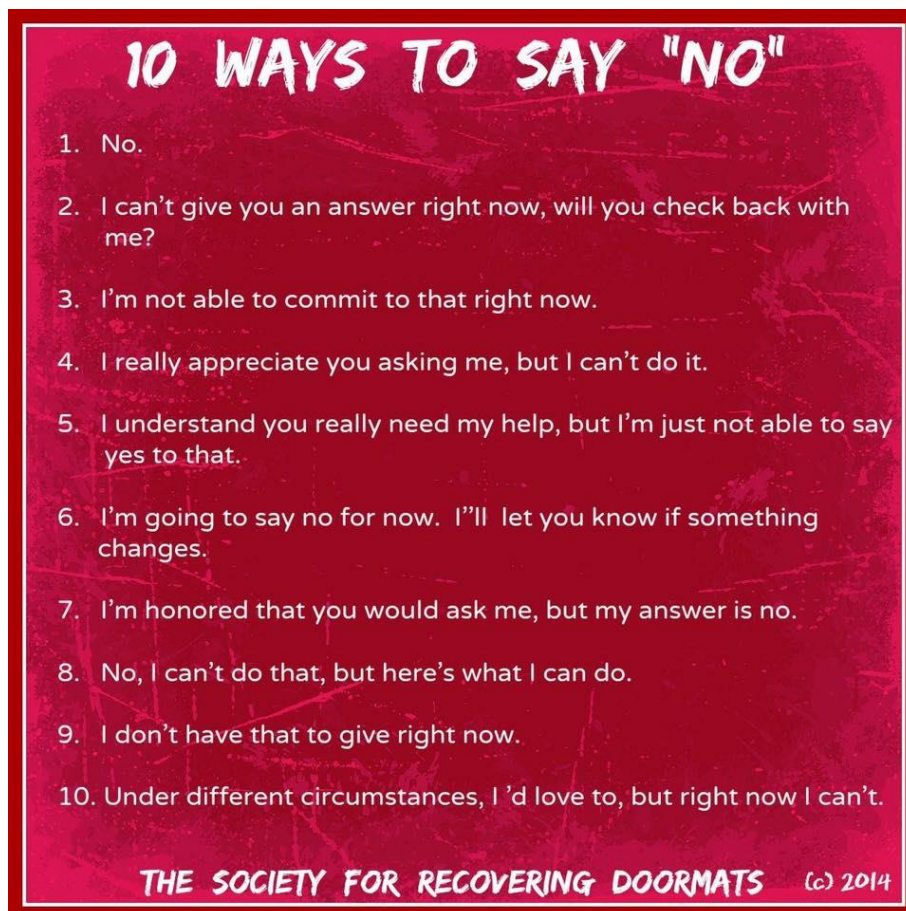 10 WAYS TO SAY "NO"
1. No.
2. I can't give you an answer right now, will you check back with
me?
3. I'm not able to commit to that right now.
4. I really appreciate you asking me, but I can't do it.
5. I understand you really need my help, but I'm just not able to say
yes to that.
6. I'm going to say no for now. I''ll let you know if something
changes.
7. I'm honored that you would ask me, but my answer is no.
8. No, I can't do that, but here's what I can do.
9. I don't have that to give right now.
10. Under different circumstances, I 'd love to, but right now I can't.
THE SOCIETY FOR RECOVERING DOORMATS (c) 2014